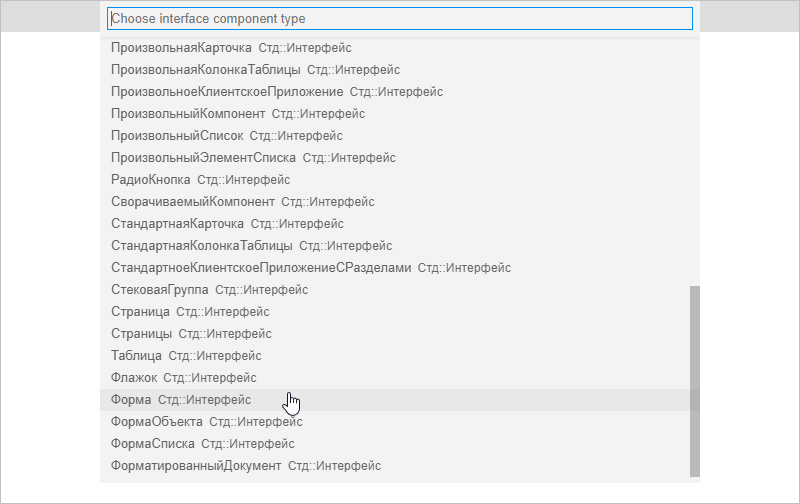 Choose interface component type
ПроизвольнаяКарточка Стд::Интерфейс
ПроизвольнаяКолонкаТаблицы Стд::Интерфейс
ПроизвольноеКлиентскоеПриложение Стд::Интерфейс
ПроизвольныйКомпонент Стд::Интерфейс
ПроизвольныйСписок Стд::Интерфейс
ПроизвольныйЭлементСписка Стд::Интерфейс
РадиоКнопка Стд::Интерфейс
СворачиваемыйКомпонент Стд::Интерфейс
СтандартнаяКарточка Стд::Интерфейс
СтандартнаяКолонкаТаблицы Стд::Интерфейс
СтандартноеКлиентскоеПриложениеСРазделами Стд::Интерфейс
СтековаяГруппа Стд::Интерфейс
Страница Стд::Интерфейс
Страницы Стд::Интерфейс
Таблица Стд::Интерфейс
Флажок Стд::Интерфейс
Форма Стд::Интерфейс
ФормаОбъекта Стд::Интерфейс
ФормаСписка Стд::Интерфейс
ФорматированныйДокумент Стд::Интерфейс